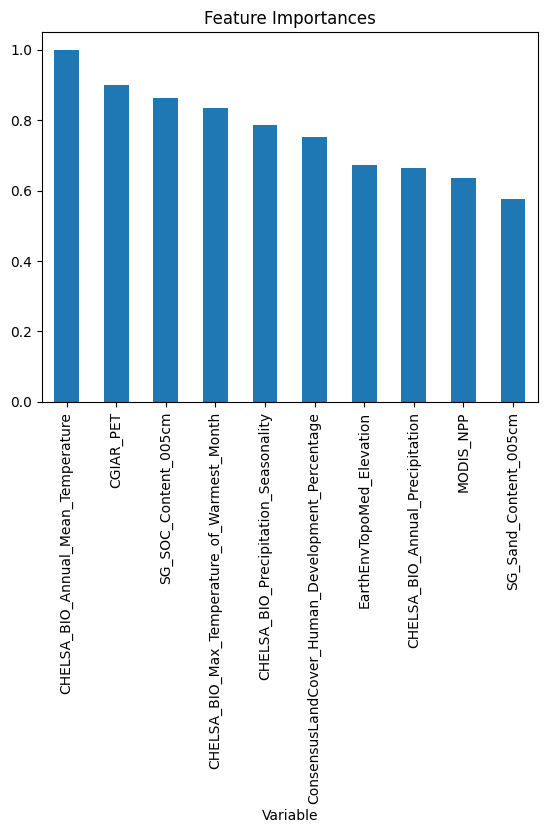 Feature Importances
1.0
0.8
0.6
0.4
0.2
0.0
CHELSA_BIO_Annual_Mean_Temperature
CGIAR_PET
SG_SOC_Content_005cm
CHELSA_BIO_Max_Temperature_of_Warmest_Month
CHELSA_BIO_Precipitation_Seasonality
ConsensusLandCover_Human_Development_Percentage
EarthEnvTopoMed_Elevation
CHELSA_BIO_Annual_Precipitation
MODIS_NPP
SG_Sand_Content_005cm
Variable